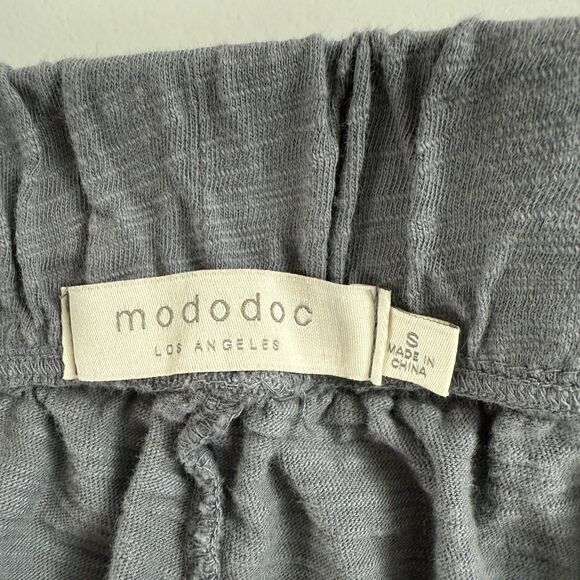 mododoc
LOS ANGELES
S
MADE IN
CHINA